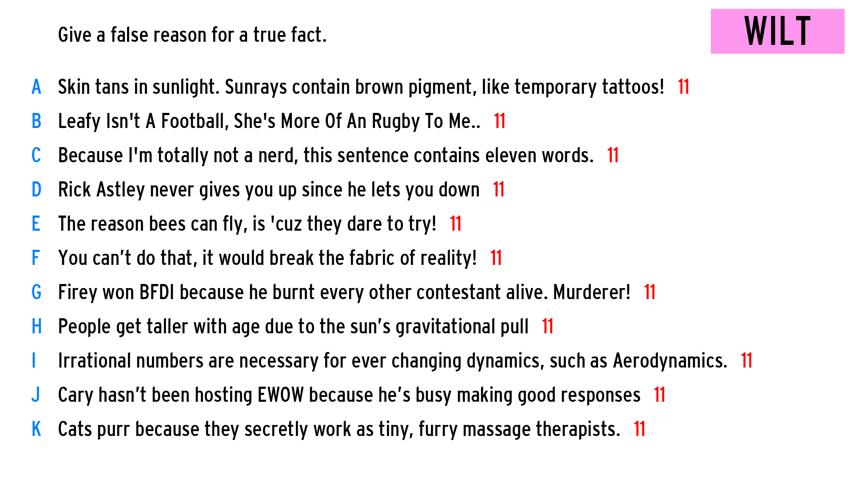 Give a false reason for a true fact.
WILT
A Skin tans in sunlight. Sunrays contain brown pigment, like temporary tattoos! 11
B Leafy Isn't A Football, She's More Of An Rugby To Me.. 11
C Because I'm totally not a nerd, this sentence contains eleven words. 11
D Rick Astley never gives you up since he lets you down 11
E The reason bees can fly, is 'cuz they dare to try! 11
F You can’t do that, it would break the fabric of reality! 11
G Firey won BFDI because he burnt every other contestant alive. Murderer! 11
H People get taller with age due to the sun’s gravitational pull 11
I Irrational numbers are necessary for ever changing dynamics, such as Aerodynamics. 11
J Cary hasn’t been hosting EWOW because he’s busy making good responses 11
K Cats purr because they secretly work as tiny, furry massage therapists. 11